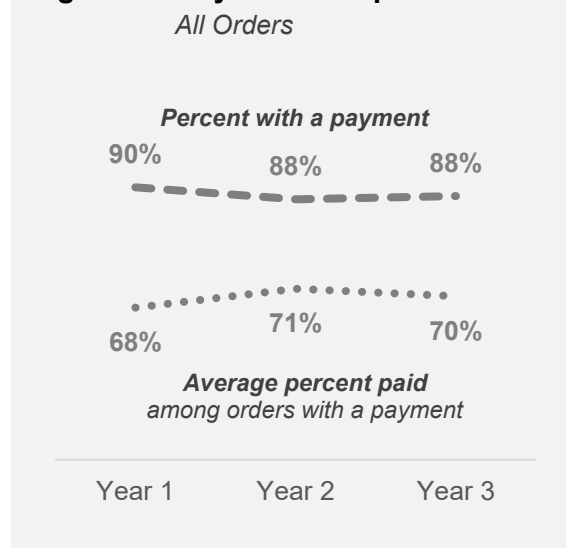 All Orders
Percent with a payment
90%
88%
88%
68%
71%
70%
Average percent paid
among orders with a payment
Year 1
Year 2
Year 3